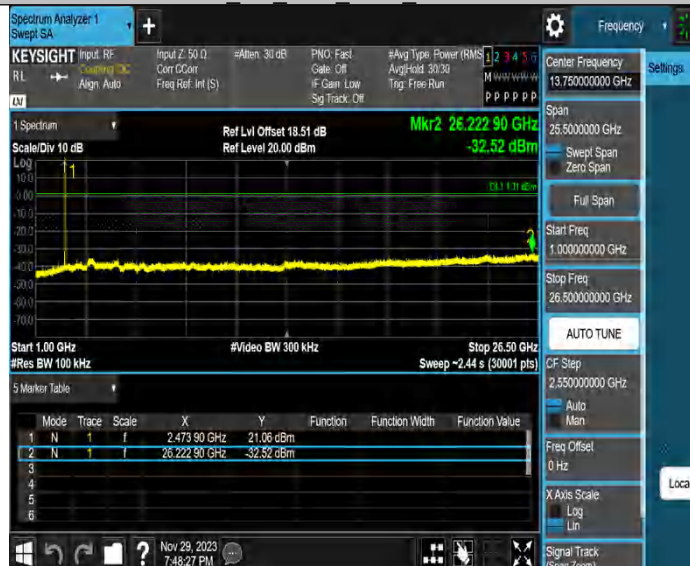 Spectrum Analyzer 1
Swept SA
+
Frequency
KEYSIGHT
Input: RF
Coupling: DC
Align: Auto
Input Z: 50 Ω
Corr CCorr
Freq Ref: Int (S)
#Atten: 30 dB
PNO: Fast
Gate: Off
IF Gain: Low
Sig Track: Off
#Avg Type: Power (RMS
Avg|Hold: 30/30
Trig: Free Run
1 2 3 4 5 6
M W W W W W
P P P P P P
RL
LXI
Center Frequency
13.750000000 GHz
Settings
1 Spectrum
Scale/Div 10 dB
Ref Lvl Offset 18.51 dB
Ref Level 20.00 dBm
Mkr2 26.222 90 GHz
-32.52 dBm
Log
10.0
0.00
-10.0
-20.0
-30.0
-40.0
-50.0
-60.0
-70.0
1
2
Span
25.5000000 GHz
Swept Span
Zero Span
Full Span
Start Freq
1.000000000 GHz
Stop Freq
26.500000000 GHz
AUTO TUNE
CF Step
2.550000000 GHz
Auto
Man
Freq Offset
0 Hz
X Axis Scale
Log
Lin
Signal Track
(Span Zoom)
Local
Start 1.00 GHz
#Res BW 100 kHz
#Video BW 300 kHz
Stop 26.50 GHz
Sweep ~2.44 s (30001 pts)
5 Marker Table
Mode Trace Scale X Y Function Function Width Function Value
1 N 1 f 2.473 90 GHz 21.06 dBm
2 N 1 f 26.222 90 GHz -32.52 dBm
3
4
5
6
?
Nov 29, 2023
7:48:27 PM